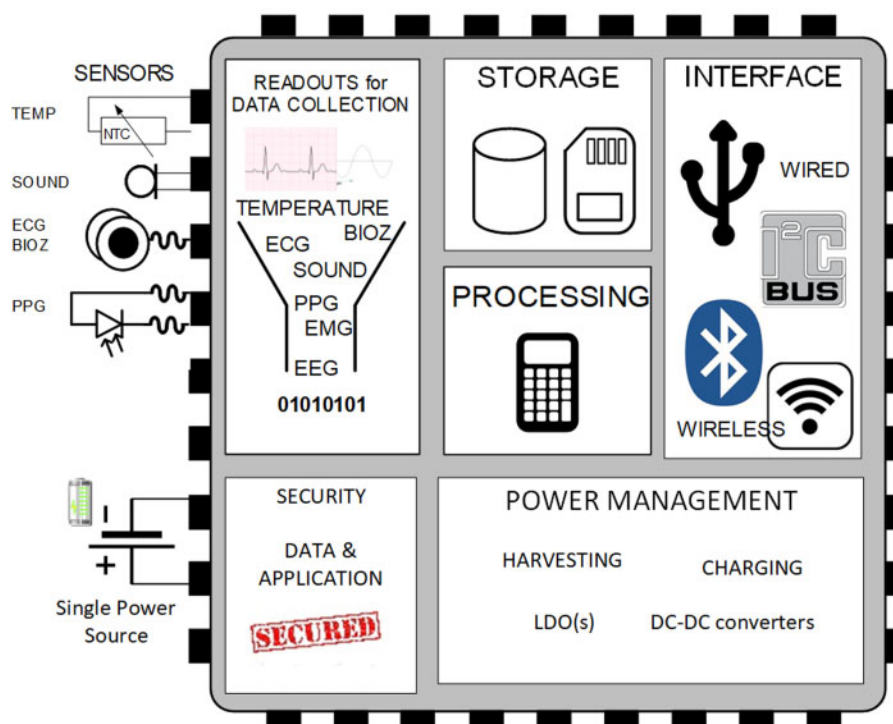 SENSORS
TEMP
NTC
SOUND
ECG
BIOZ
PPG
Single Power
Source
READOUTS for
DATA COLLECTION
TEMPERATURE
BIOZ
ECG
SOUND
PPG
EMG
EEG
01010101
STORAGE
PROCESSING
INTERFACE
WIRED
I2C
BUS
WIRELESS
SECURITY
DATA &
APPLICATION
SECURED
POWER MANAGEMENT
HARVESTING
CHARGING
LDO(s)
DC-DC converters